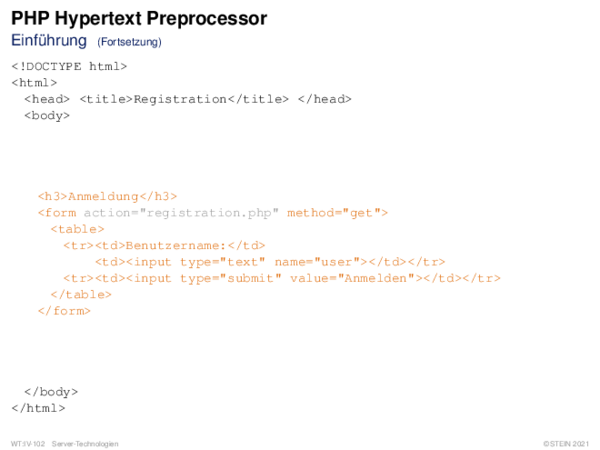 PHP Hypertext Preprocessor
Einführung (Fortsetzung)
<!DOCTYPE html>
<html>
<head> <title>Registration</title> </head>
<body>
<h3>Anmeldung</h3>
<form action="registration.php" method="get">
<table>
<tr><td>Benutzername:</td>
<td><input type="text" name="user"></td></tr>
<tr><td><input type="submit" value="Anmelden"></td></tr>
</table>
</form>
</body>
</html>
WT:IV-102 Server-Technologien ©STEIN 2021